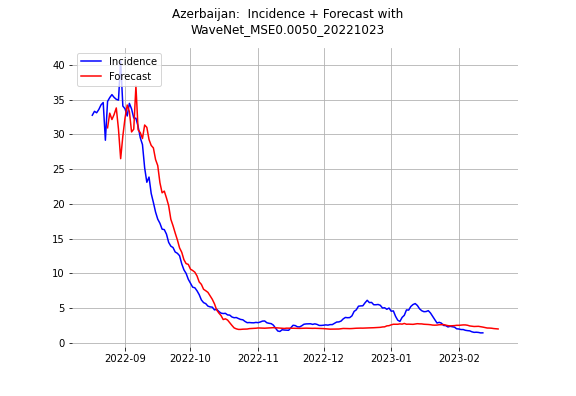 Azerbaijan:  Incidence + Forecast with
WaveNet_MSE0.0050_20221023
Incidence
Forecast
40
35
30
25
20
15
10
5
0
2022-09 2022-10 2022-11 2022-12 2023-01 2023-02